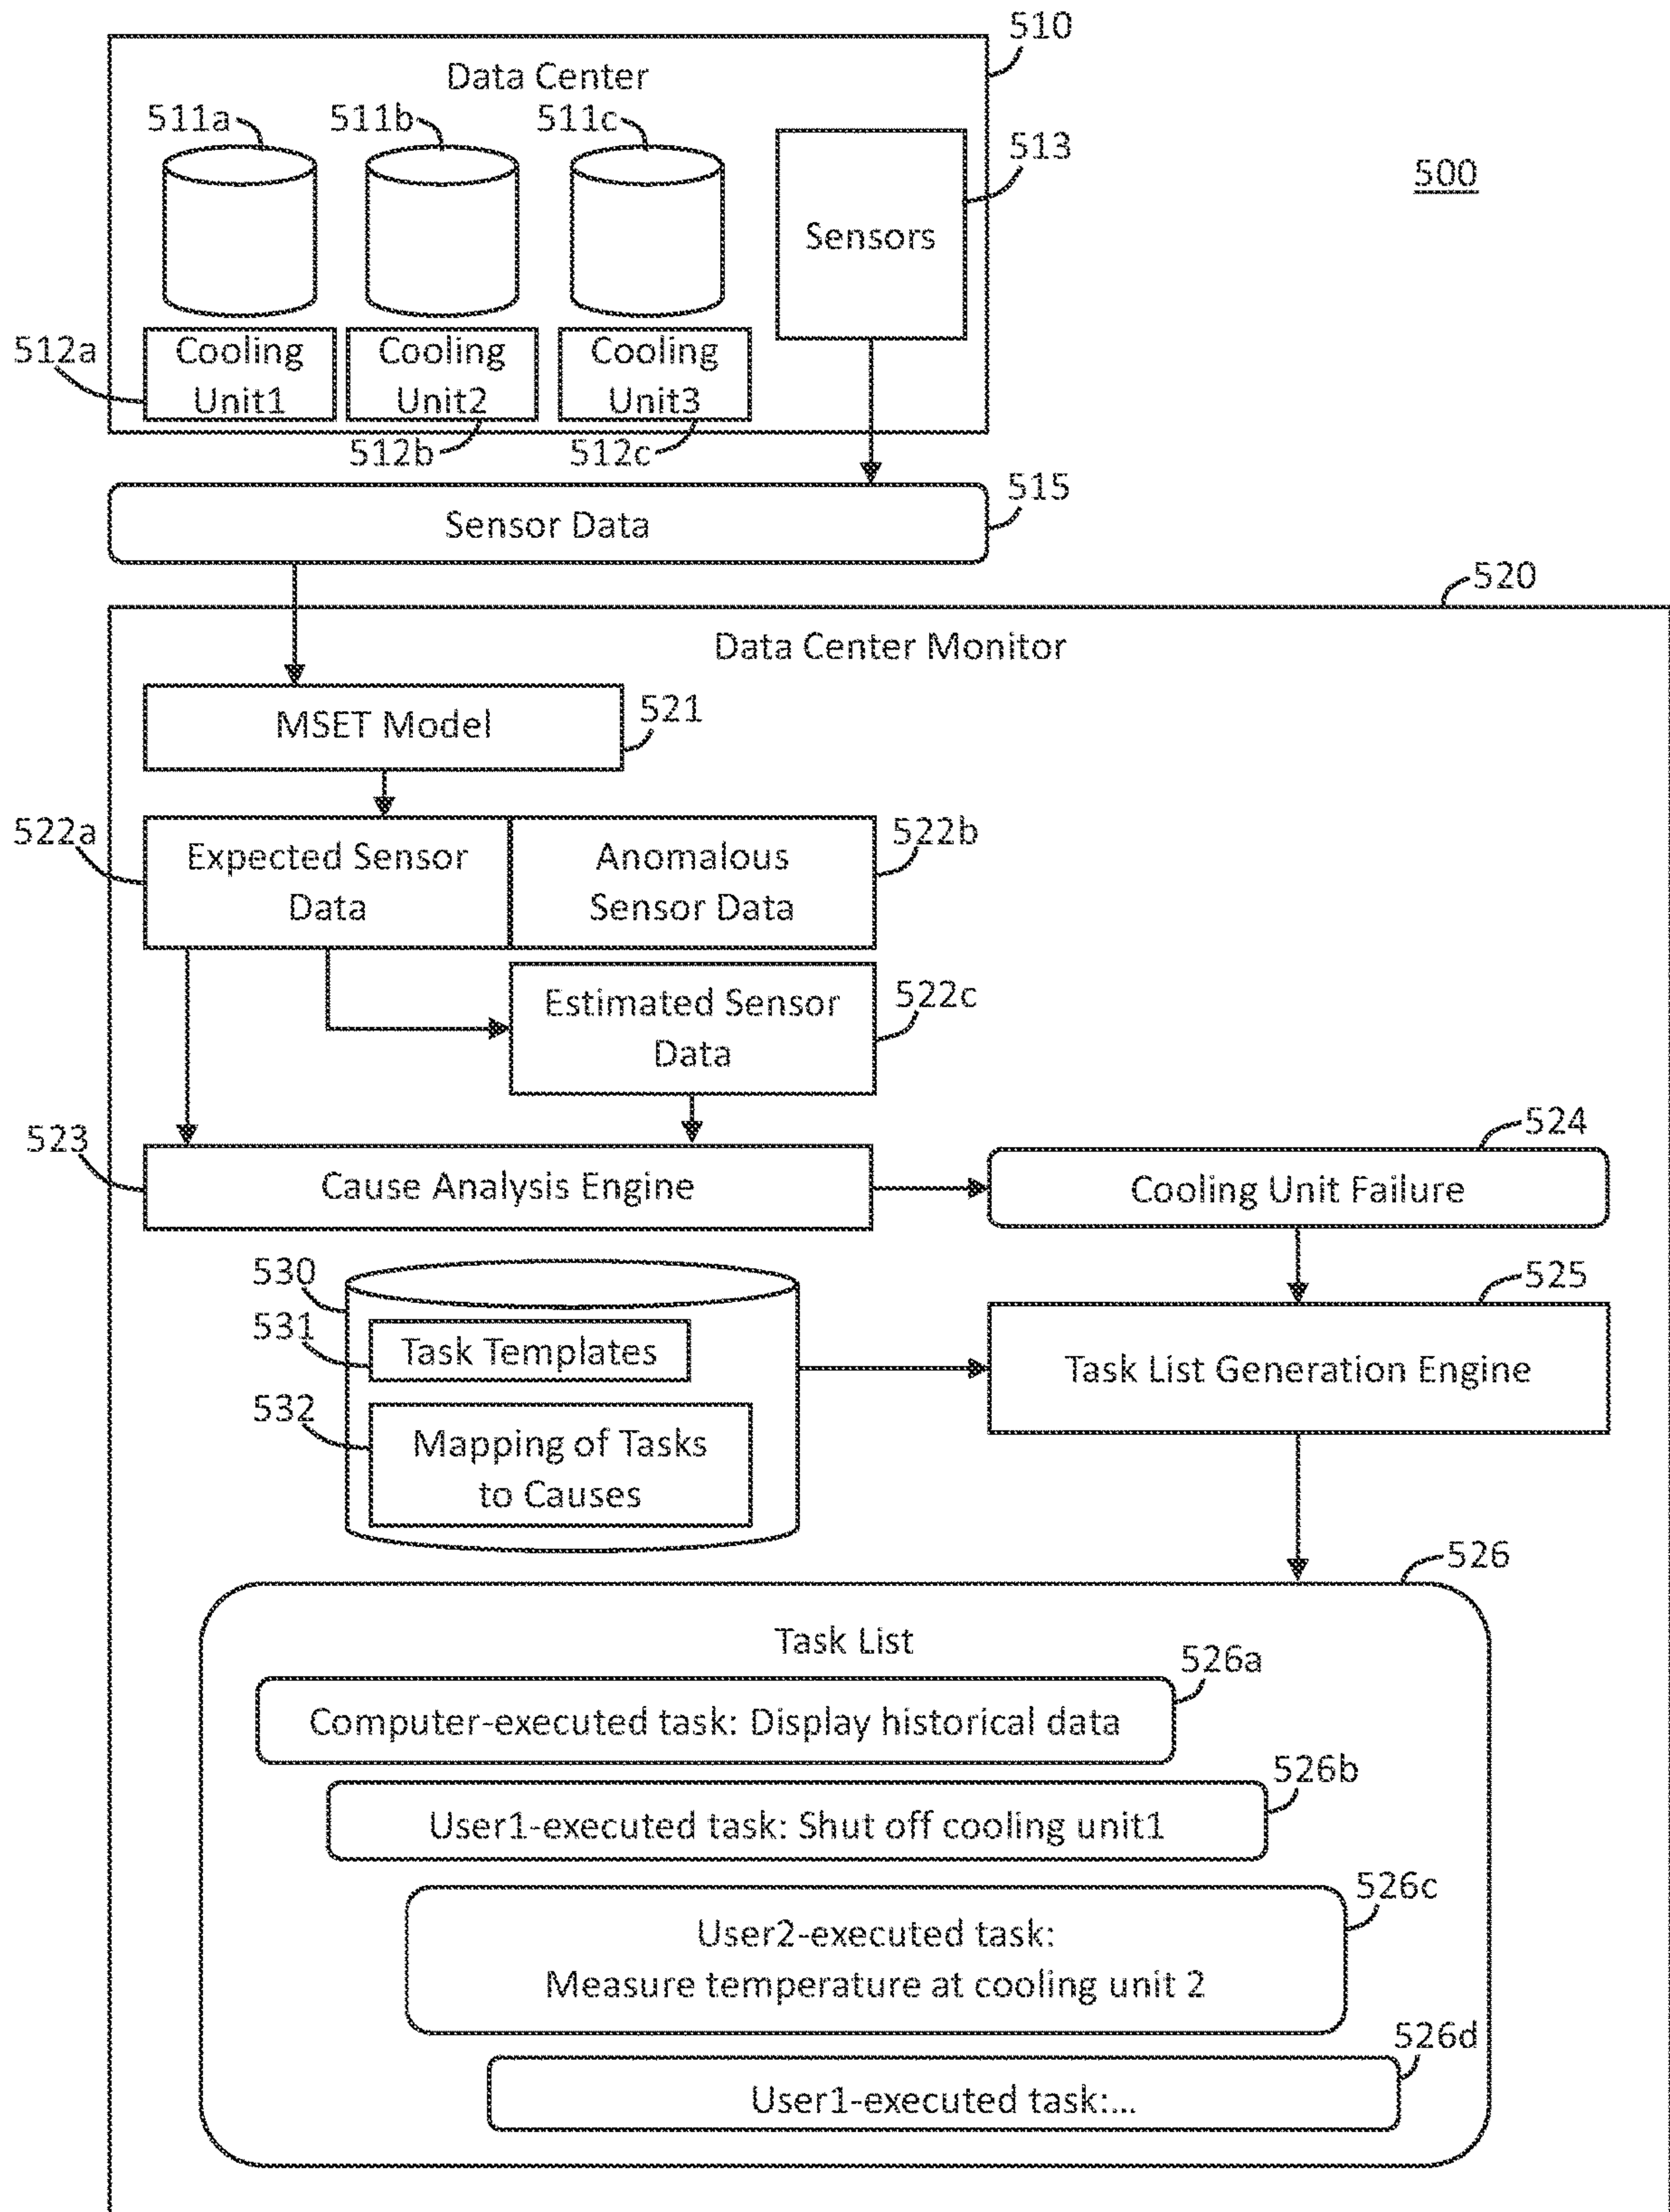 510
Data Center
511a
511b
511c
513
500
Sensors
512a
Cooling
Unit1
Cooling
Unit2
Cooling
Unit3
512b
512c
515
Sensor Data
520
Data Center Monitor
MSET Model
521
522a
Expected Sensor
Data
Anomalous
Sensor Data
522b
Estimated Sensor
Data
522c
523
Cause Analysis Engine
524
Cooling Unit Failure
530
525
531
Task Templates
Task List Generation Engine
532
Mapping of Tasks
to Causes
526
Task List
526a
Computer-executed task: Display historical data
526b
User1-executed task: Shut off cooling unit1
526c
User2-executed task:
Measure temperature at cooling unit 2
526d
User1-executed task:...